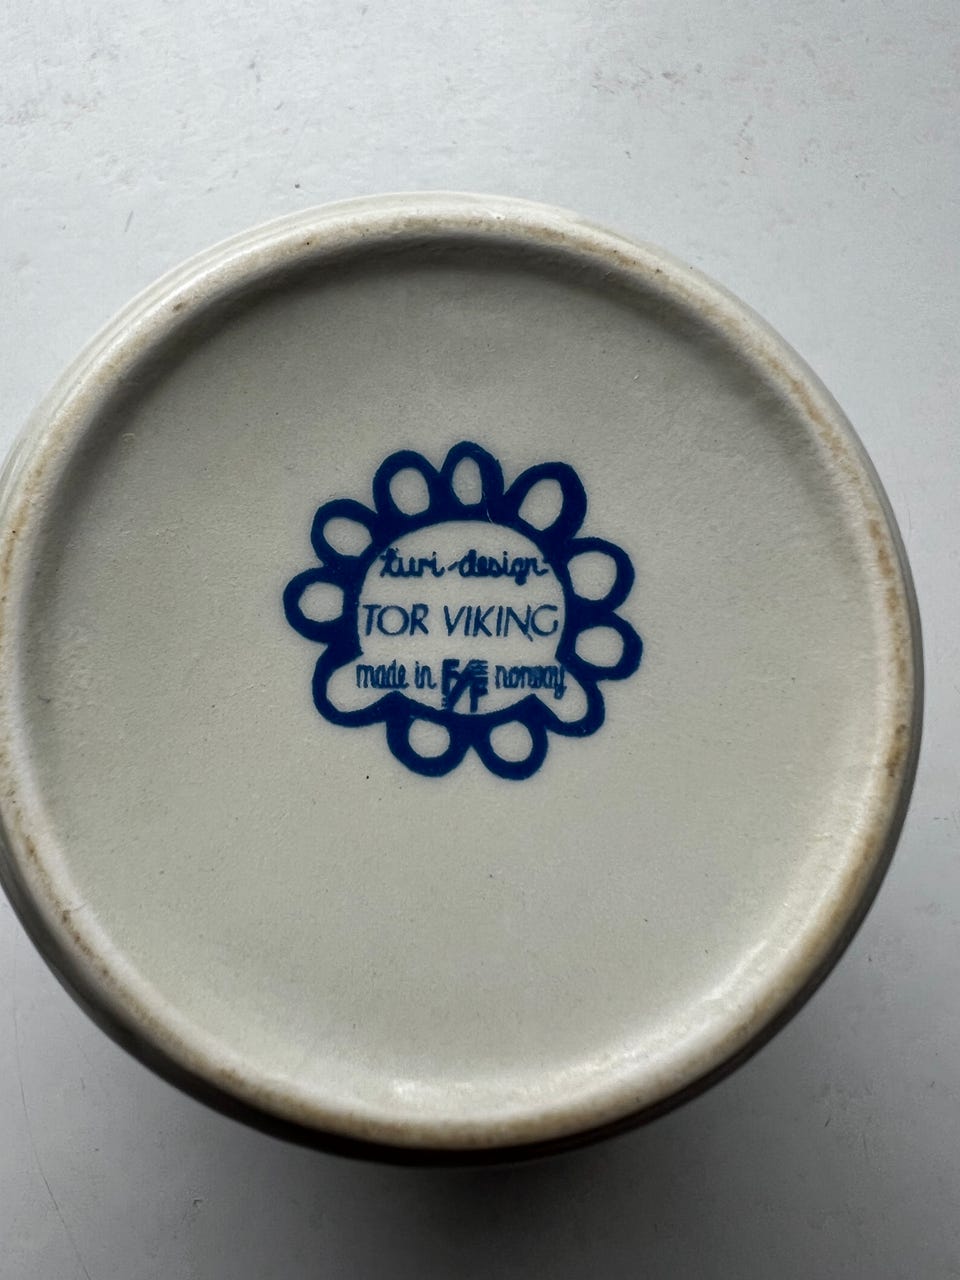 turi-design
TOR VIKING
made in F/F norway